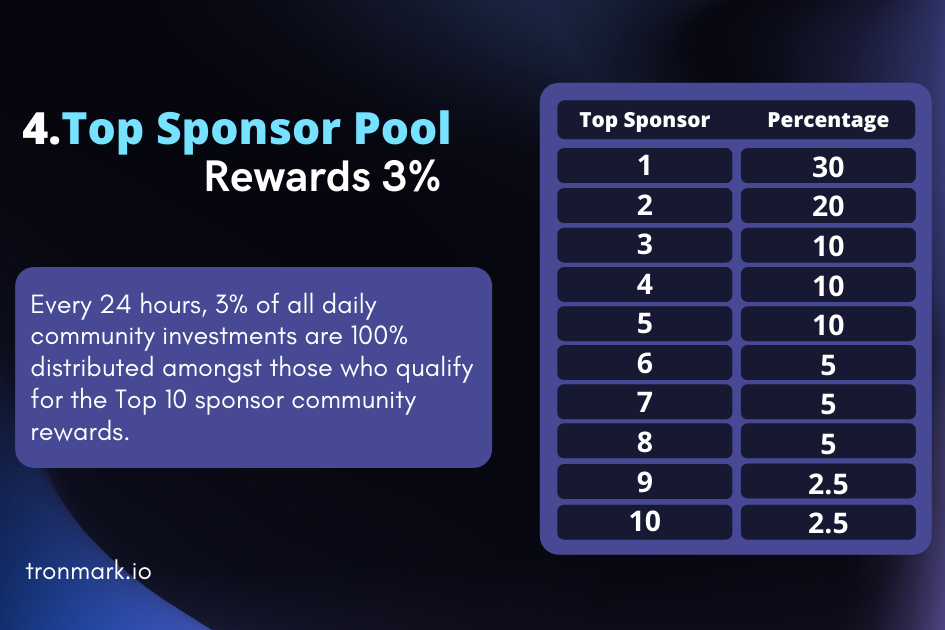 4.Top Sponsor Pool
Rewards 3%
Every 24 hours, 3% of all daily
community investments are 100%
distributed amongst those who qualify
for the Top 10 sponsor community
rewards.
tronmark.io
Top Sponsor Percentage
1 30
2 20
3 10
4 10
5 10
6 5
7 5
8 5
9 2.5
10 2.5